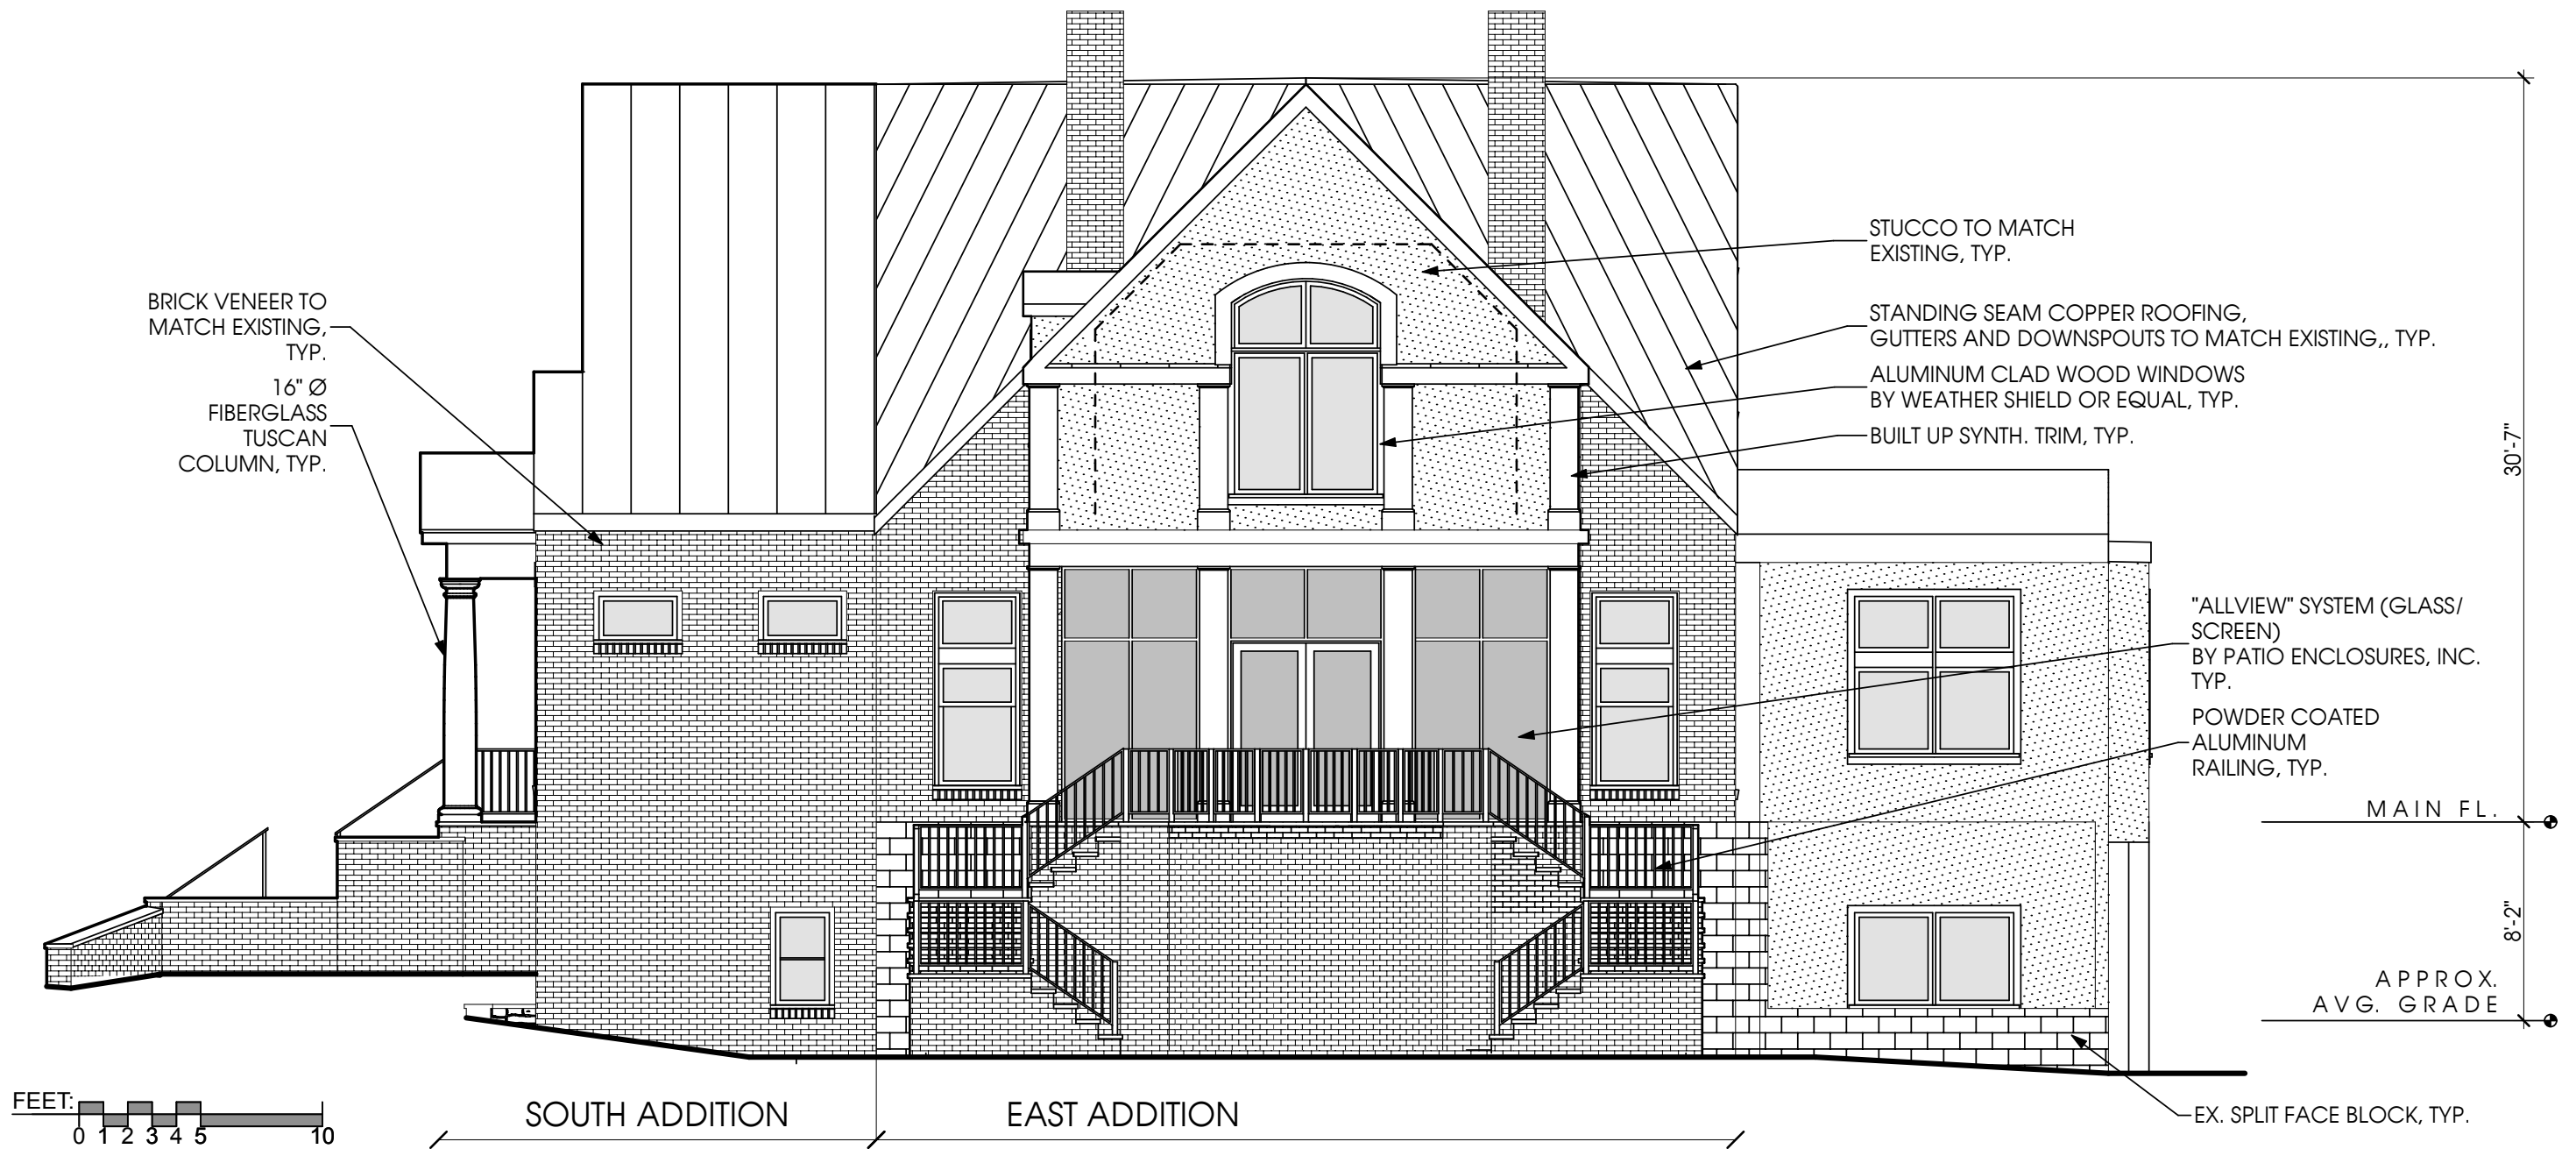 BRICK VENEER TO
MATCH EXISTING,
TYP.
16" Ø
FIBERGLASS
TUSCAN
COLUMN, TYP.
STUCCO TO MATCH
EXISTING, TYP.
STANDING SEAM COPPER ROOFING,
GUTTERS AND DOWNSPOUTS TO MATCH EXISTING,, TYP.
ALUMINUM CLAD WOOD WINDOWS
BY WEATHER SHIELD OR EQUAL, TYP.
BUILT UP SYNTH. TRIM, TYP.
30'-7"
"ALLVIEW" SYSTEM (GLASS/
SCREEN)
BY PATIO ENCLOSURES, INC.
TYP.
POWDER COATED
ALUMINUM
RAILING, TYP.
MAIN FL.
8'-2"
APPROX.
AVG. GRADE
EX. SPLIT FACE BLOCK, TYP.
FEET:
0 1 2 3 4 5 10
SOUTH ADDITION
EAST ADDITION